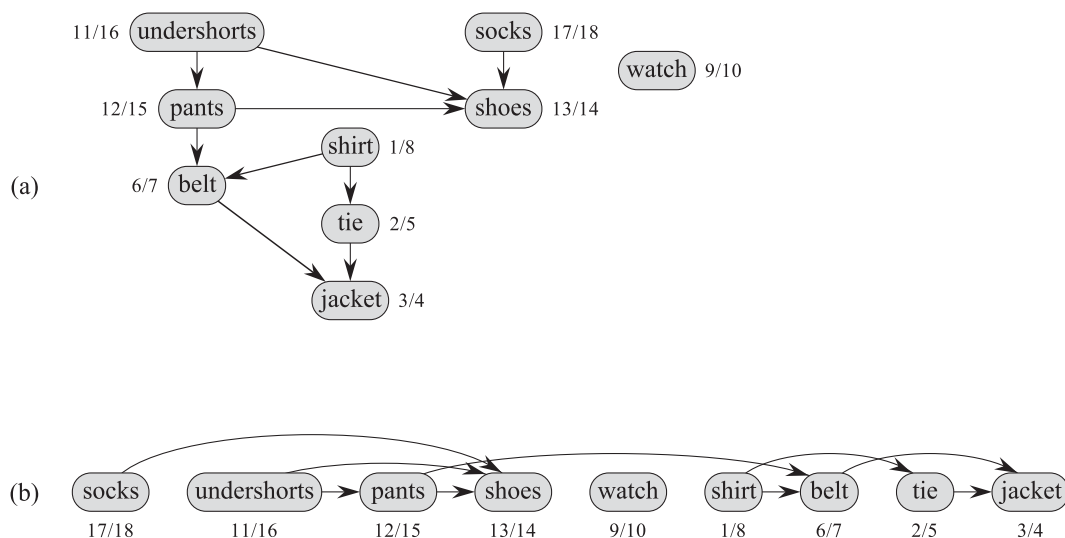 11/16 undershorts socks 17/18
watch 9/10
12/15 pants shoes 13/14
shirt 1/8
(a) 6/7 belt
tie 2/5
jacket 3/4
(b) socks undershorts pants shoes watch shirt belt tie jacket
17/18 11/16 12/15 13/14 9/10 1/8 6/7 2/5 3/4